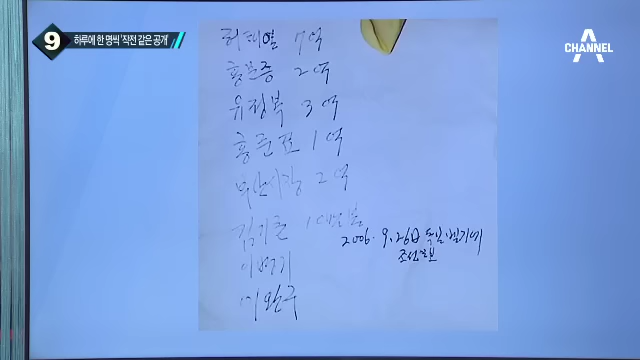 9 하루에 한 명씩 '작전 같은 공개'
CHANNEL A
허태열 7억
홍문종 2억
유정복 3억
홍준표 1억
부산시장 2억
김기춘 10만불
2006. 9. 26日 독일 벨기에
조선일보
이병기
이완구